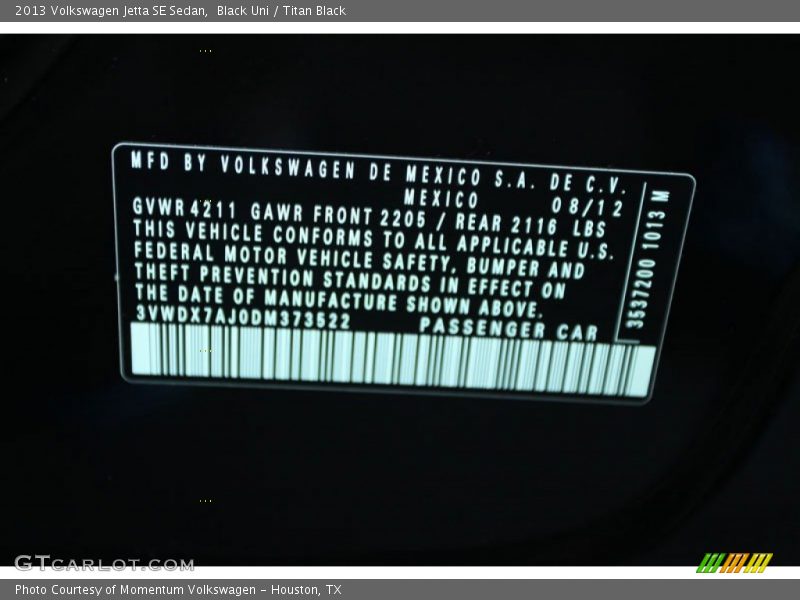 2013 Volkswagen Jetta SE Sedan,  Black Uni / Titan Black
MFD BY VOLKSWAGEN DE MEXICO S.A. DE C.V.
MEXICO 08/12
GVWR 4211 GAWR FRONT 2205 / REAR 2116 LBS
THIS VEHICLE CONFORMS TO ALL APPLICABLE U.S.
FEDERAL MOTOR VEHICLE SAFETY, BUMPER AND
THEFT PREVENTION STANDARDS IN EFFECT ON
THE DATE OF MANUFACTURE SHOWN ABOVE.
3VWDX7AJ0DM373522 PASSENGER CAR
3537200 1013 M
GTCARLOT.COM
Photo Courtesy of Momentum Volkswagen - Houston, TX